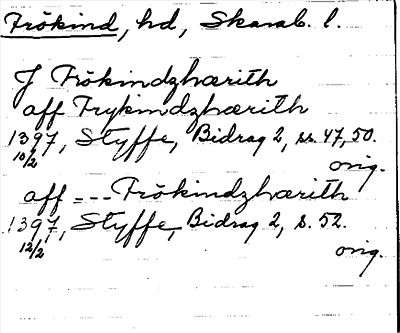 Frökind, hd, Skarab. l.
J Frökindzhærith
aff Frykindzhærith
1397, Styffe, Bidrag 2, ss. 47, 50.
10/2
orig.
aff --- Frökindzhærith
1397, Styffe, Bidrag 2, s. 52.
12/2
orig.